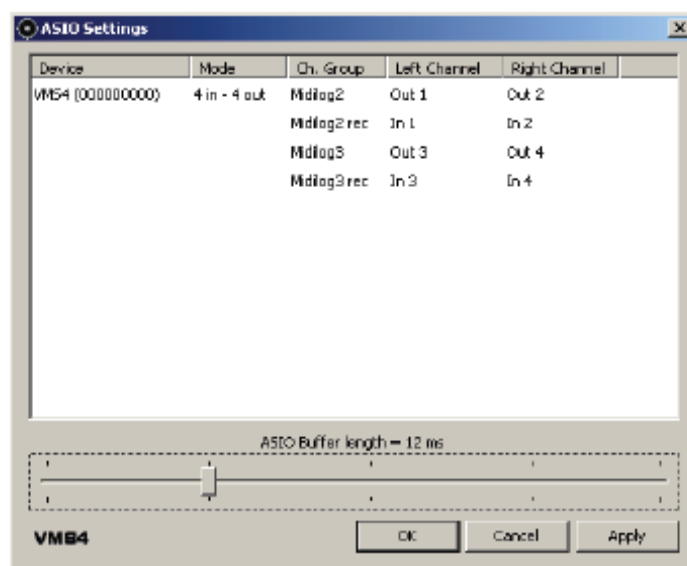 ASIO Settings
Device Mode Ch. Group Left Channel Right Channel
VMS4 (000000000) 4 in - 4 out Midilog2 Out 1 Out 2
Midilog2 rec In 1 In 2
Midilog3 Out 3 Out 4
Midilog3 rec In 3 In 4
ASIO Buffer length = 12 ms
VMS4 OK Cancel Apply